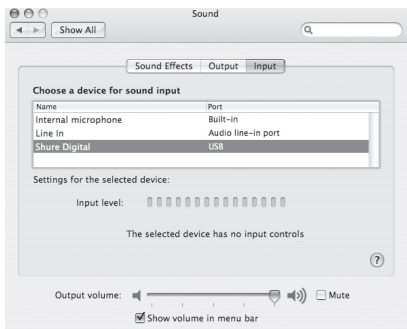 Sound
Show All
Sound Effects Output Input
Choose a device for sound input
Name Port
Internal microphone Built-in
Line In Audio line-in port
Shure Digital USB
Settings for the selected device:
Input level:
The selected device has no input controls
?
Output volume: Mute
Show volume in menu bar